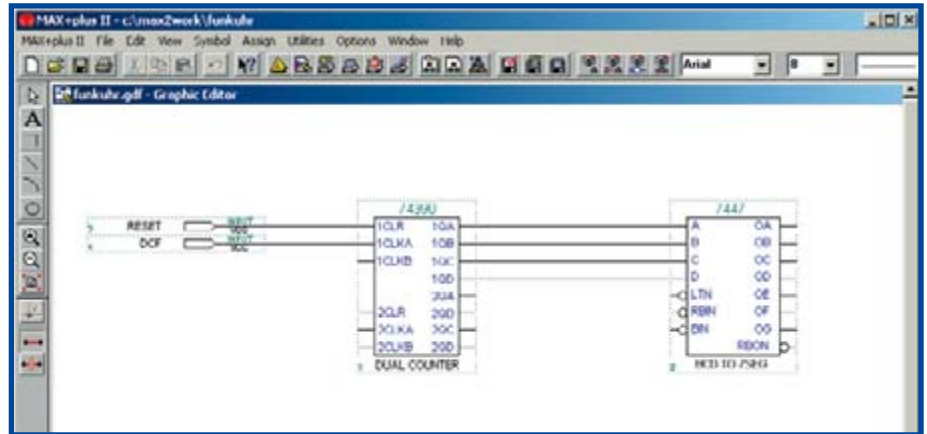 MAX+plus II - c:\max2work\funkuhr
MAX+plus II File Edit View Symbol Assign Utilities Options Window Help
Arial 8
funkuhr.gdf - Graphic Editor
A
RESET INPUT VCC
DCF INPUT VCC
74390
1CLR 1QA
1CLKA 1QB
1CLKB 1QC
1QD
2QA
2CLR 2QB
2CLKA 2QC
2CLKB 2QD
1 DUAL COUNTER
7447
A OA
B OB
C OC
D OD
LTN OE
RBIN OF
BIN OG
RBON
BCD TO 7SEG